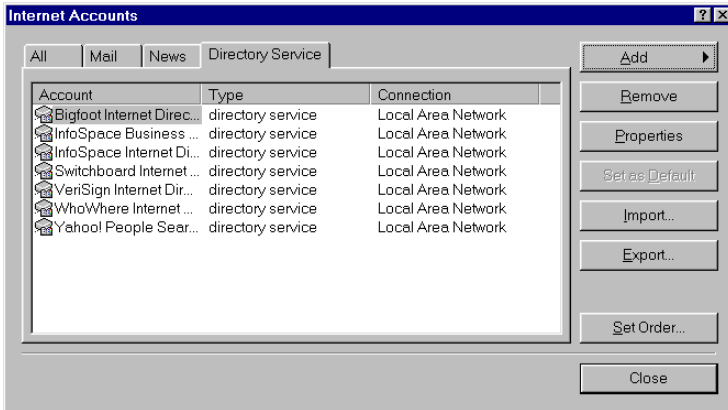 Internet Accounts
All Mail News Directory Service
Account Type Connection
Bigfoot Internet Direc... directory service Local Area Network
InfoSpace Business ... directory service Local Area Network
InfoSpace Internet Di... directory service Local Area Network
Switchboard Internet ... directory service Local Area Network
VeriSign Internet Dir... directory service Local Area Network
WhoWhere Internet ... directory service Local Area Network
Yahoo! People Sear... directory service Local Area Network
Add
Remove
Properties
Set as Default
Import...
Export...
Set Order...
Close